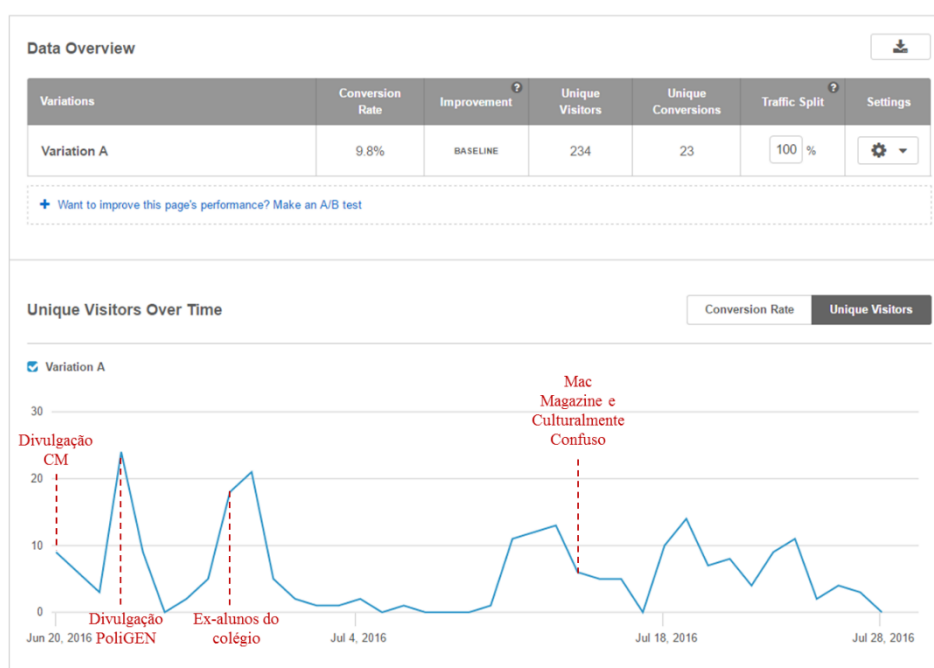 Data Overview
Variations
Conversion
Rate
Improvement
?
Unique
Visitors
Unique
Conversions
Traffic Split
?
Settings
Variation A
9.8%
BASELINE
234
23
100 %
+ Want to improve this page's performance? Make an A/B test
Unique Visitors Over Time
Conversion Rate
Unique Visitors
Variation A
Mac
Magazine e
Culturalmente
Confuso
30
Divulgação
CM
20
10
0
Divulgação
PoliGEN
Ex-alunos do
colégio
Jun 20, 2016
Jul 4, 2016
Jul 18, 2016
Jul 28, 2016